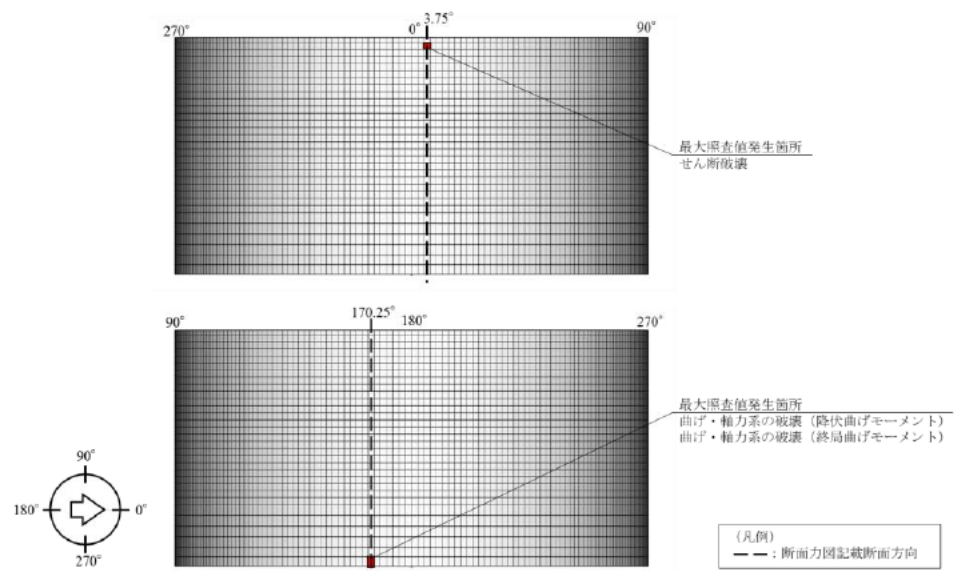 270°
0°
3.75°
90°
最大照査値発生箇所
せん断破壊
90°
170.25°
180°
270°
最大照査値発生箇所
曲げ・軸力系の破壊（降伏曲げモーメント）
曲げ・軸力系の破壊（終局曲げモーメント）
90°
180°
0°
270°
（凡例）
：断面力図記載断面方向